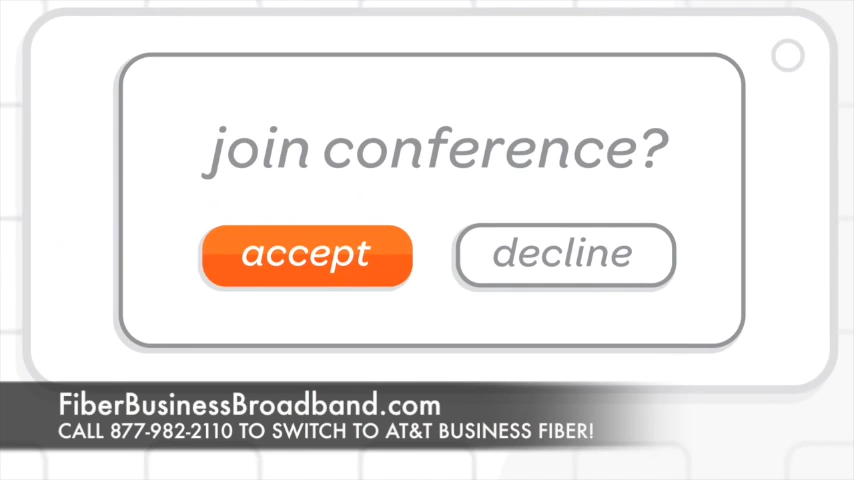 join conference?
accept
decline
FiberBusinessBroadband.com
CALL 877-982-2110 TO SWITCH TO AT&T BUSINESS FIBER!